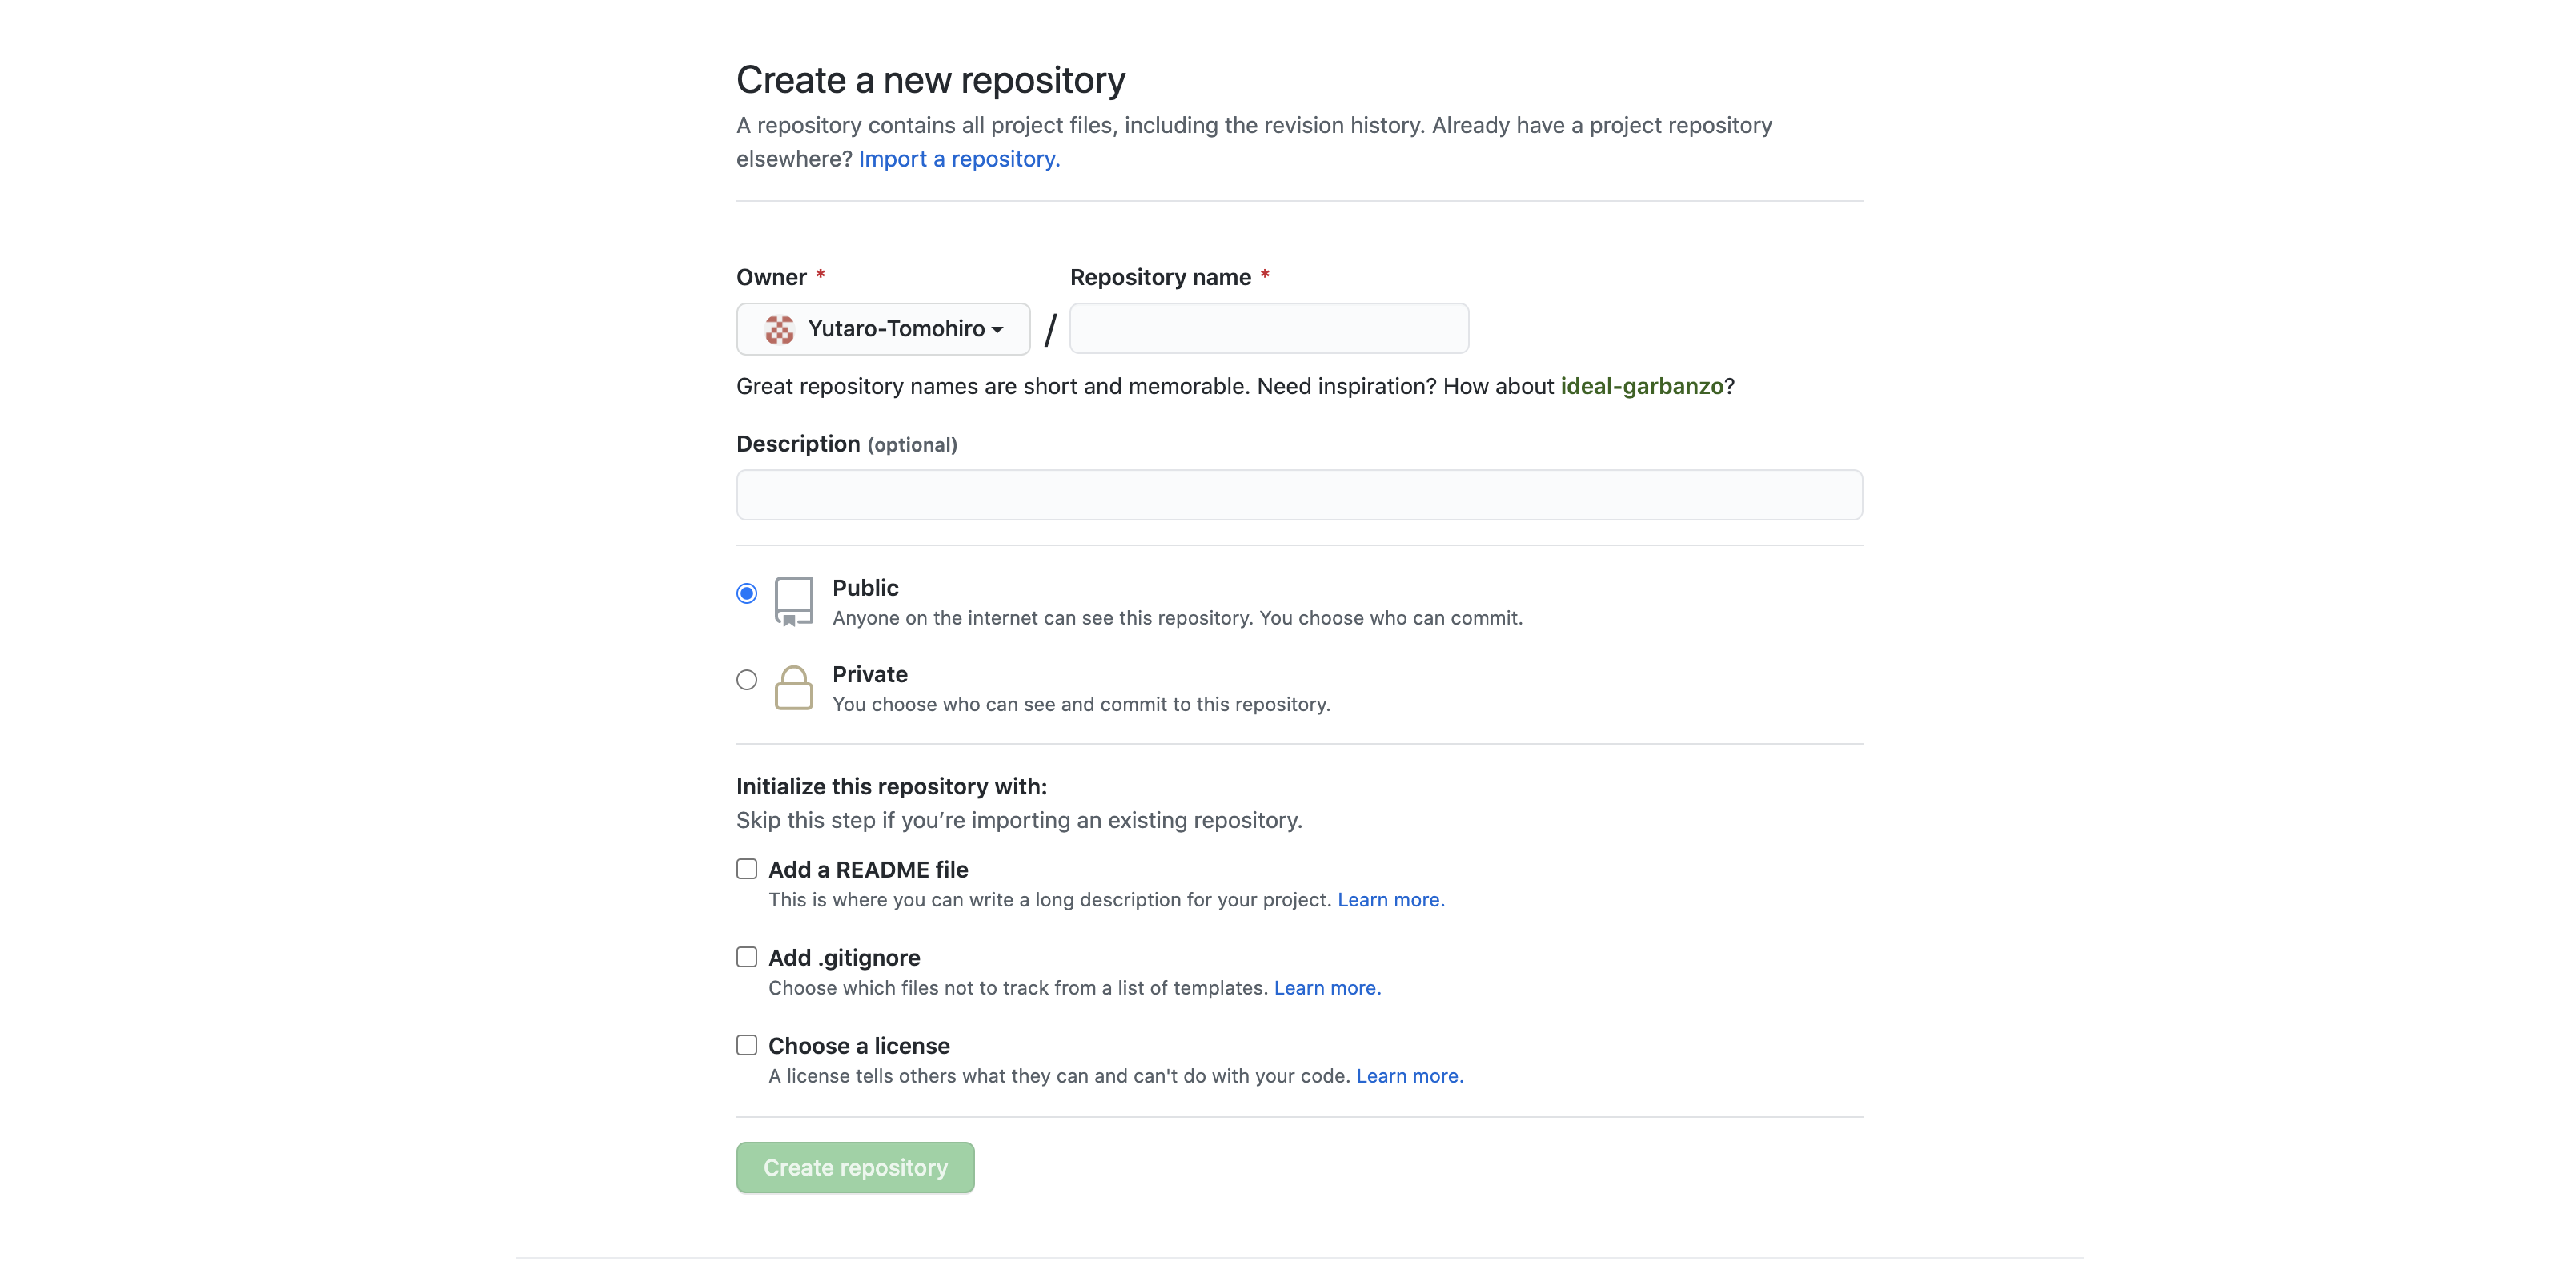 Create a new repository
A repository contains all project files, including the revision history. Already have a project repository
elsewhere? Import a repository.
Owner * Repository name *
Yutaro-Tomohiro /
Great repository names are short and memorable. Need inspiration? How about ideal-garbanzo?
Description (optional)
Public
Anyone on the internet can see this repository. You choose who can commit.
Private
You choose who can see and commit to this repository.
Initialize this repository with:
Skip this step if you’re importing an existing repository.
Add a README file
This is where you can write a long description for your project. Learn more.
Add .gitignore
Choose which files not to track from a list of templates. Learn more.
Choose a license
A license tells others what they can and can't do with your code. Learn more.
Create repository